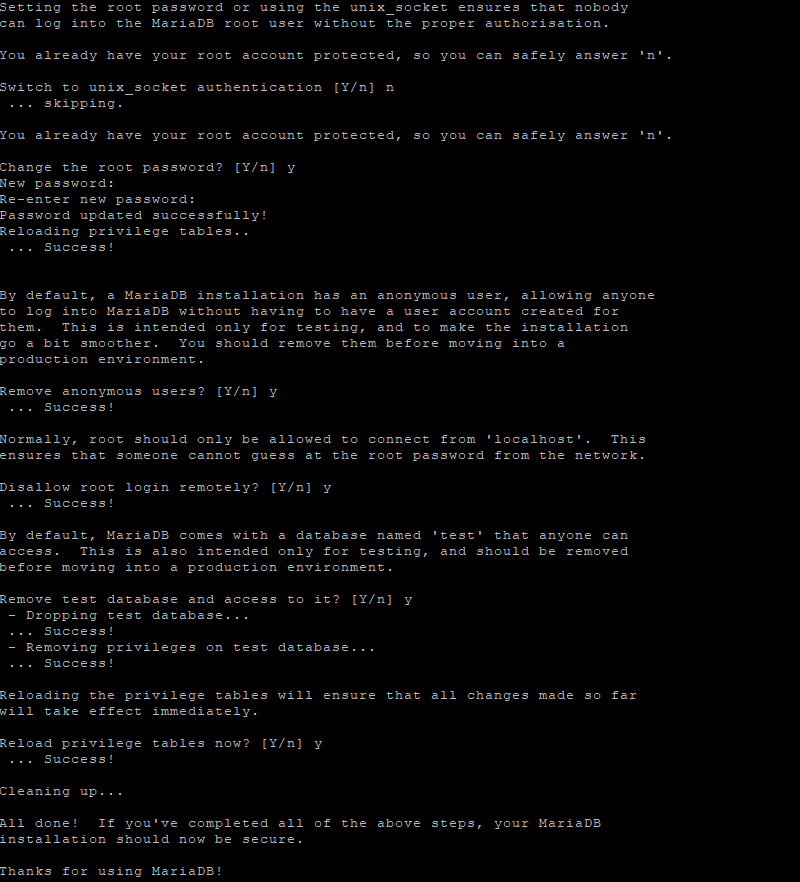 Setting the root password or using the unix_socket ensures that nobody
can log into the MariaDB root user without the proper authorisation.
You already have your root account protected, so you can safely answer 'n'.
Switch to unix_socket authentication [Y/n] n
 ... skipping.
You already have your root account protected, so you can safely answer 'n'.
Change the root password? [Y/n] y
New password:
Re-enter new password:
Password updated successfully!
Reloading privilege tables..
 ... Success!
By default, a MariaDB installation has an anonymous user, allowing anyone
to log into MariaDB without having to have a user account created for
them.  This is intended only for testing, and to make the installation
go a bit smoother.  You should remove them before moving into a
production environment.
Remove anonymous users? [Y/n] y
 ... Success!
Normally, root should only be allowed to connect from 'localhost'.  This
ensures that someone cannot guess at the root password from the network.
Disallow root login remotely? [Y/n] y
 ... Success!
By default, MariaDB comes with a database named 'test' that anyone can
access.  This is also intended only for testing, and should be removed
before moving into a production environment.
Remove test database and access to it? [Y/n] y
 - Dropping test database...
 ... Success!
 - Removing privileges on test database...
 ... Success!
Reloading the privilege tables will ensure that all changes made so far
will take effect immediately.
Reload privilege tables now? [Y/n] y
 ... Success!
Cleaning up...
All done!  If you've completed all of the above steps, your MariaDB
installation should now be secure.
Thanks for using MariaDB!